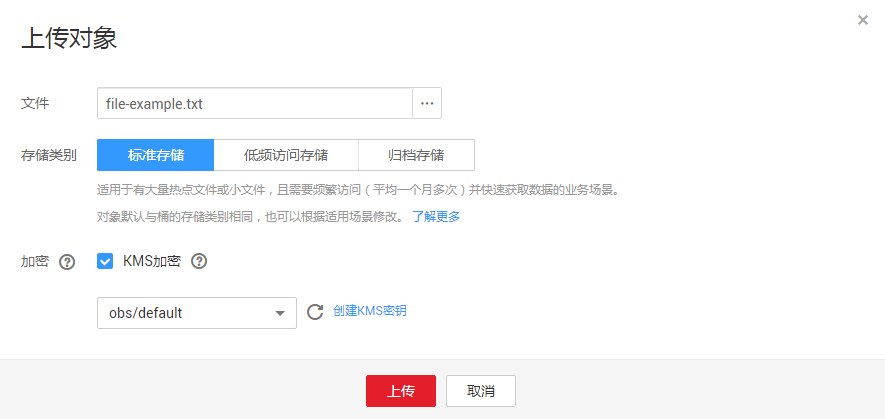 上传对象
文件 file-example.txt ...
存储类别 标准存储 低频访问存储 归档存储
适用于有大量热点文件或小文件，且需要频繁访问（平均一个月多次）并快速获取数据的业务场景。
对象默认与桶的存储类别相同，也可以根据适用场景修改。 了解更多
加密 ? KMS加密 ?
obs/default 创建KMS密钥
上传 取消